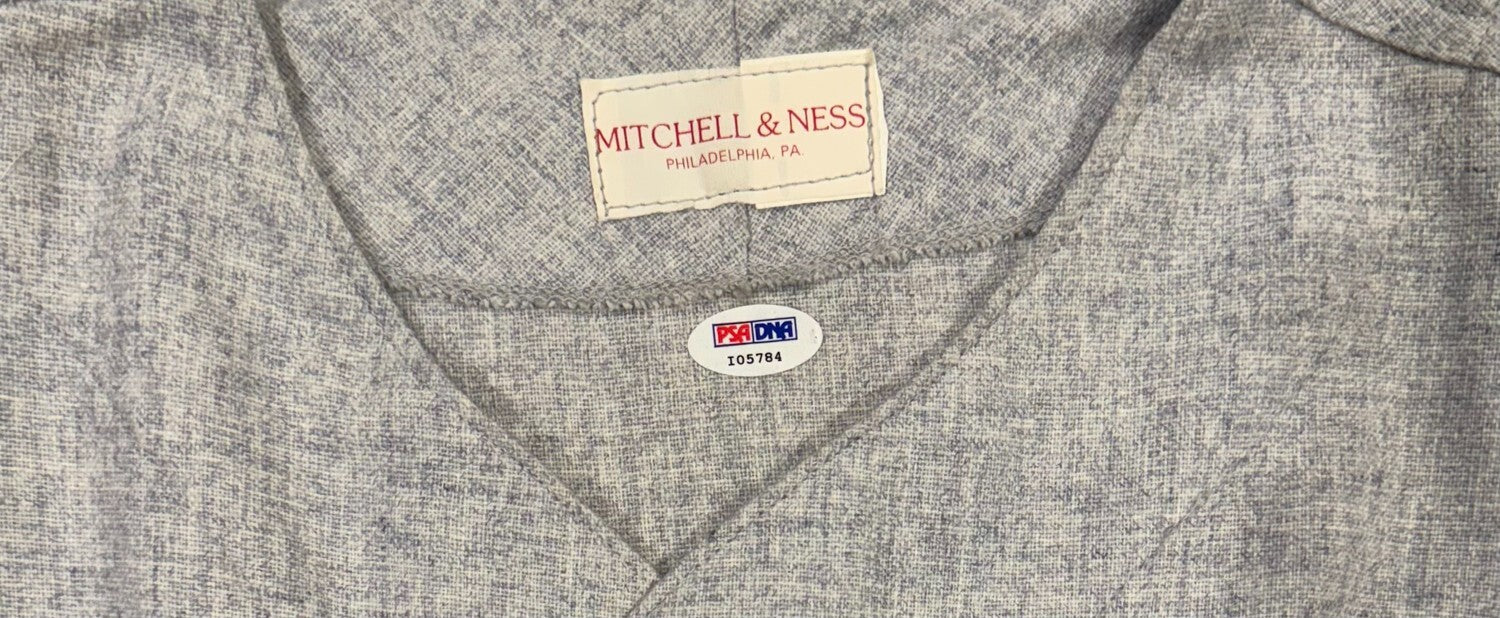 MITCHELL & NESS
PHILADELPHIA, PA.
PSA DNA
I05784